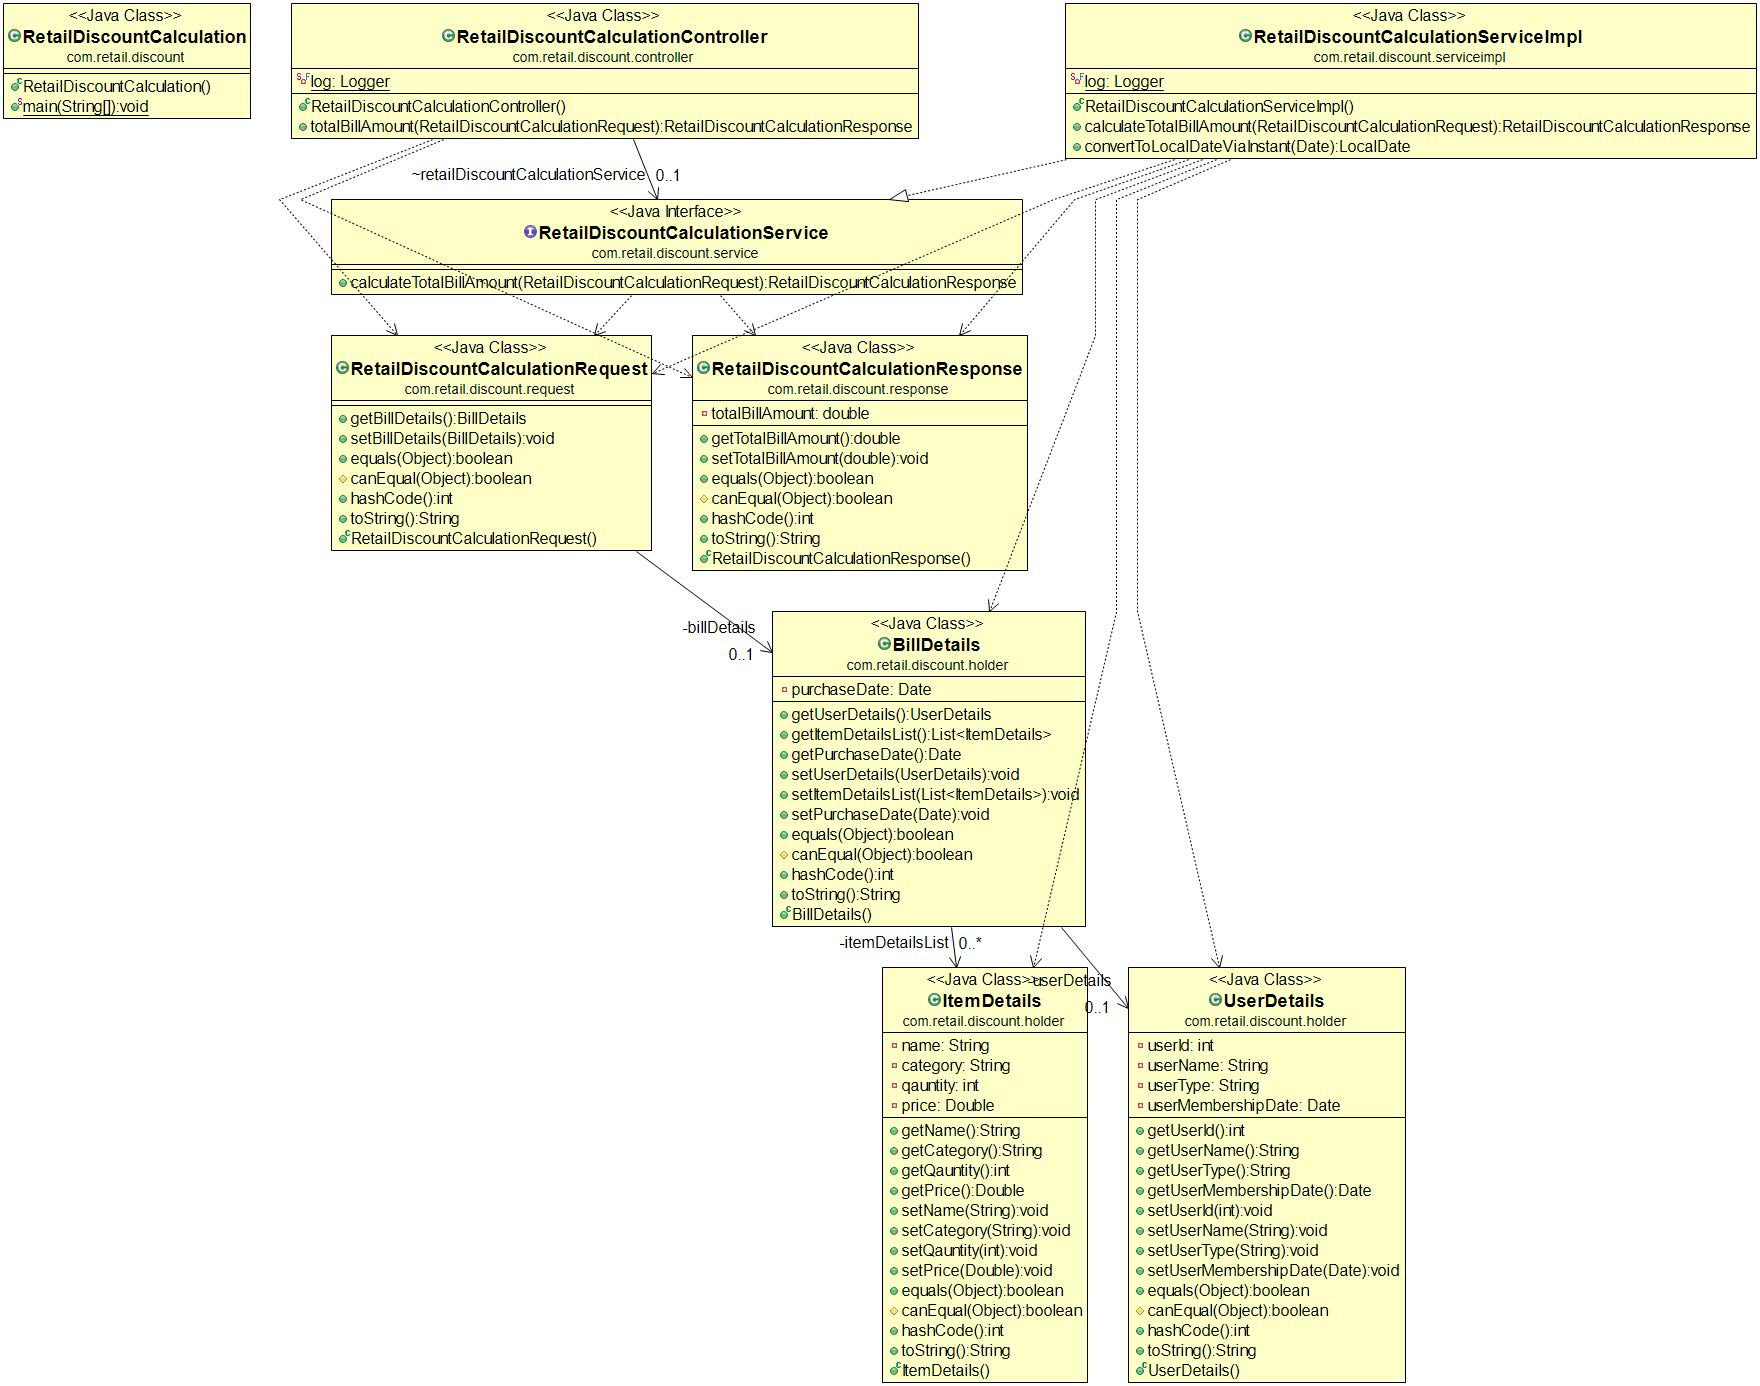 <<Java Class>>
RetailDiscountCalculation
com.retail.discount
RetailDiscountCalculation()
main(String[]):void
<<Java Class>>
RetailDiscountCalculationController
com.retail.discount.controller
log: Logger
RetailDiscountCalculationController()
totalBillAmount(RetailDiscountCalculationRequest):RetailDiscountCalculationResponse
<<Java Class>>
RetailDiscountCalculationServiceImpl
com.retail.discount.serviceimpl
log: Logger
RetailDiscountCalculationServiceImpl()
calculateTotalBillAmount(RetailDiscountCalculationRequest):RetailDiscountCalculationResponse
convertToLocalDateViaInstant(Date):LocalDate
~retailDiscountCalculationService 0..1
<<Java Interface>>
RetailDiscountCalculationService
com.retail.discount.service
calculateTotalBillAmount(RetailDiscountCalculationRequest):RetailDiscountCalculationResponse
<<Java Class>>
RetailDiscountCalculationRequest
com.retail.discount.request
getBillDetails():BillDetails
setBillDetails(BillDetails):void
equals(Object):boolean
canEqual(Object):boolean
hashCode():int
toString():String
RetailDiscountCalculationRequest()
<<Java Class>>
RetailDiscountCalculationResponse
com.retail.discount.response
totalBillAmount: double
getTotalBillAmount():double
setTotalBillAmount(double):void
equals(Object):boolean
canEqual(Object):boolean
hashCode():int
toString():String
RetailDiscountCalculationResponse()
-billDetails
0..1
<<Java Class>>
BillDetails
com.retail.discount.holder
purchaseDate: Date
getUserDetails():UserDetails
getItemDetailsList():List<ItemDetails>
getPurchaseDate():Date
setUserDetails(UserDetails):void
setItemDetailsList(List<ItemDetails>):void
setPurchaseDate(Date):void
equals(Object):boolean
canEqual(Object):boolean
hashCode():int
toString():String
BillDetails()
-itemDetailsList 0..*
-userDetails
0..1
<<Java Class>>
ItemDetails
com.retail.discount.holder
name: String
category: String
qauntity: int
price: Double
getName():String
getCategory():String
getQauntity():int
getPrice():Double
setName(String):void
setCategory(String):void
setQauntity(int):void
setPrice(Double):void
equals(Object):boolean
canEqual(Object):boolean
hashCode():int
toString():String
ItemDetails()
<<Java Class>>
UserDetails
com.retail.discount.holder
userId: int
userName: String
userType: String
userMembershipDate: Date
getUserId():int
getUserName():String
getUserType():String
getUserMembershipDate():Date
setUserId(int):void
setUserName(String):void
setUserType(String):void
setUserMembershipDate(Date):void
equals(Object):boolean
canEqual(Object):boolean
hashCode():int
toString():String
UserDetails()